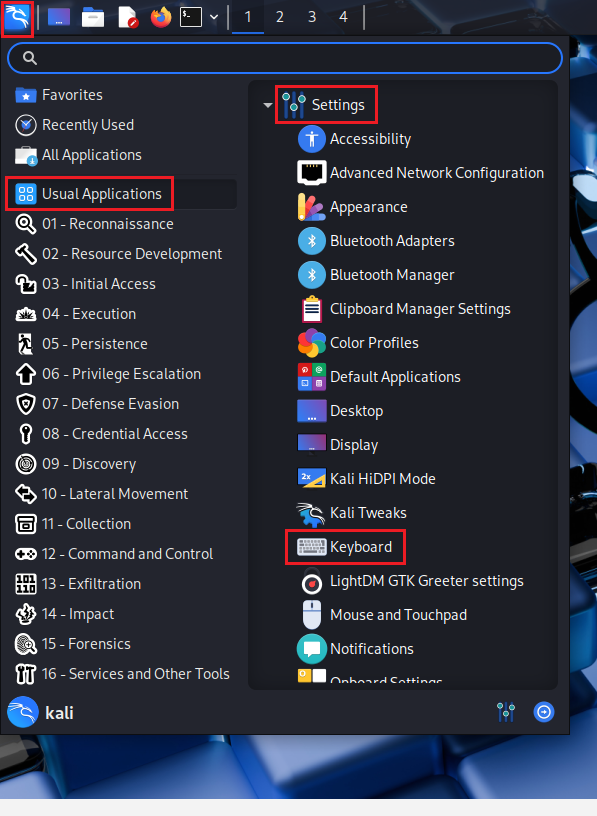 1 2 3 4
Favorites
Recently Used
All Applications
Usual Applications
01 - Reconnaissance
02 - Resource Development
03 - Initial Access
04 - Execution
05 - Persistence
06 - Privilege Escalation
07 - Defense Evasion
08 - Credential Access
09 - Discovery
10 - Lateral Movement
11 - Collection
12 - Command and Control
13 - Exfiltration
14 - Impact
15 - Forensics
16 - Services and Other Tools
Settings
Accessibility
Advanced Network Configuration
Appearance
Bluetooth Adapters
Bluetooth Manager
Clipboard Manager Settings
Color Profiles
Default Applications
Desktop
Display
2x
Kali HiDPI Mode
Kali Tweaks
Keyboard
LightDM GTK Greeter settings
Mouse and Touchpad
Notifications
Onboard Settings
kali